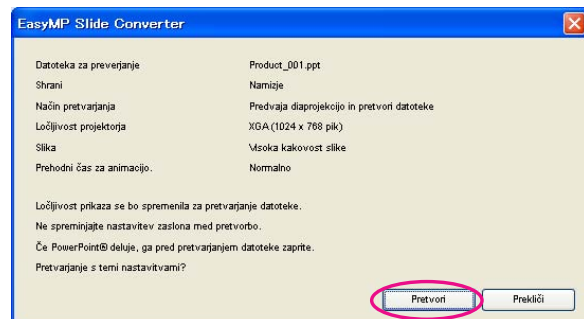 EasyMP Slide Converter
Datoteka za preverjanje Product_001.ppt
Shrani Namizje
Način pretvarjanja Predvaja diaprojekcijo in pretvori datoteke
Ločljivost projektorja XGA (1024 x 768 pik)
Slika Visoka kakovost slike
Prehodni čas za animacijo. Normalno
Ločljivost prikaza se bo spremenila za pretvarjanje datoteke.
Ne spreminjajte nastavitev zaslona med pretvorbo.
Če PowerPoint® deluje, ga pred pretvarjanjem datoteke zaprite.
Pretvarjanje s temi nastavitvami?
Pretvori Prekliči